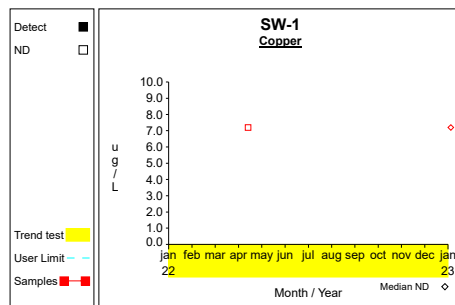 Detect
ND
Trend test
User Limit
Samples
SW-1
Copper
ug/L
10.0
9.0
8.0
7.0
6.0
5.0
4.0
3.0
2.0
1.0
0.0
jan feb mar apr may jun jul aug sep oct nov dec jan
22 23
Month / Year
Median ND